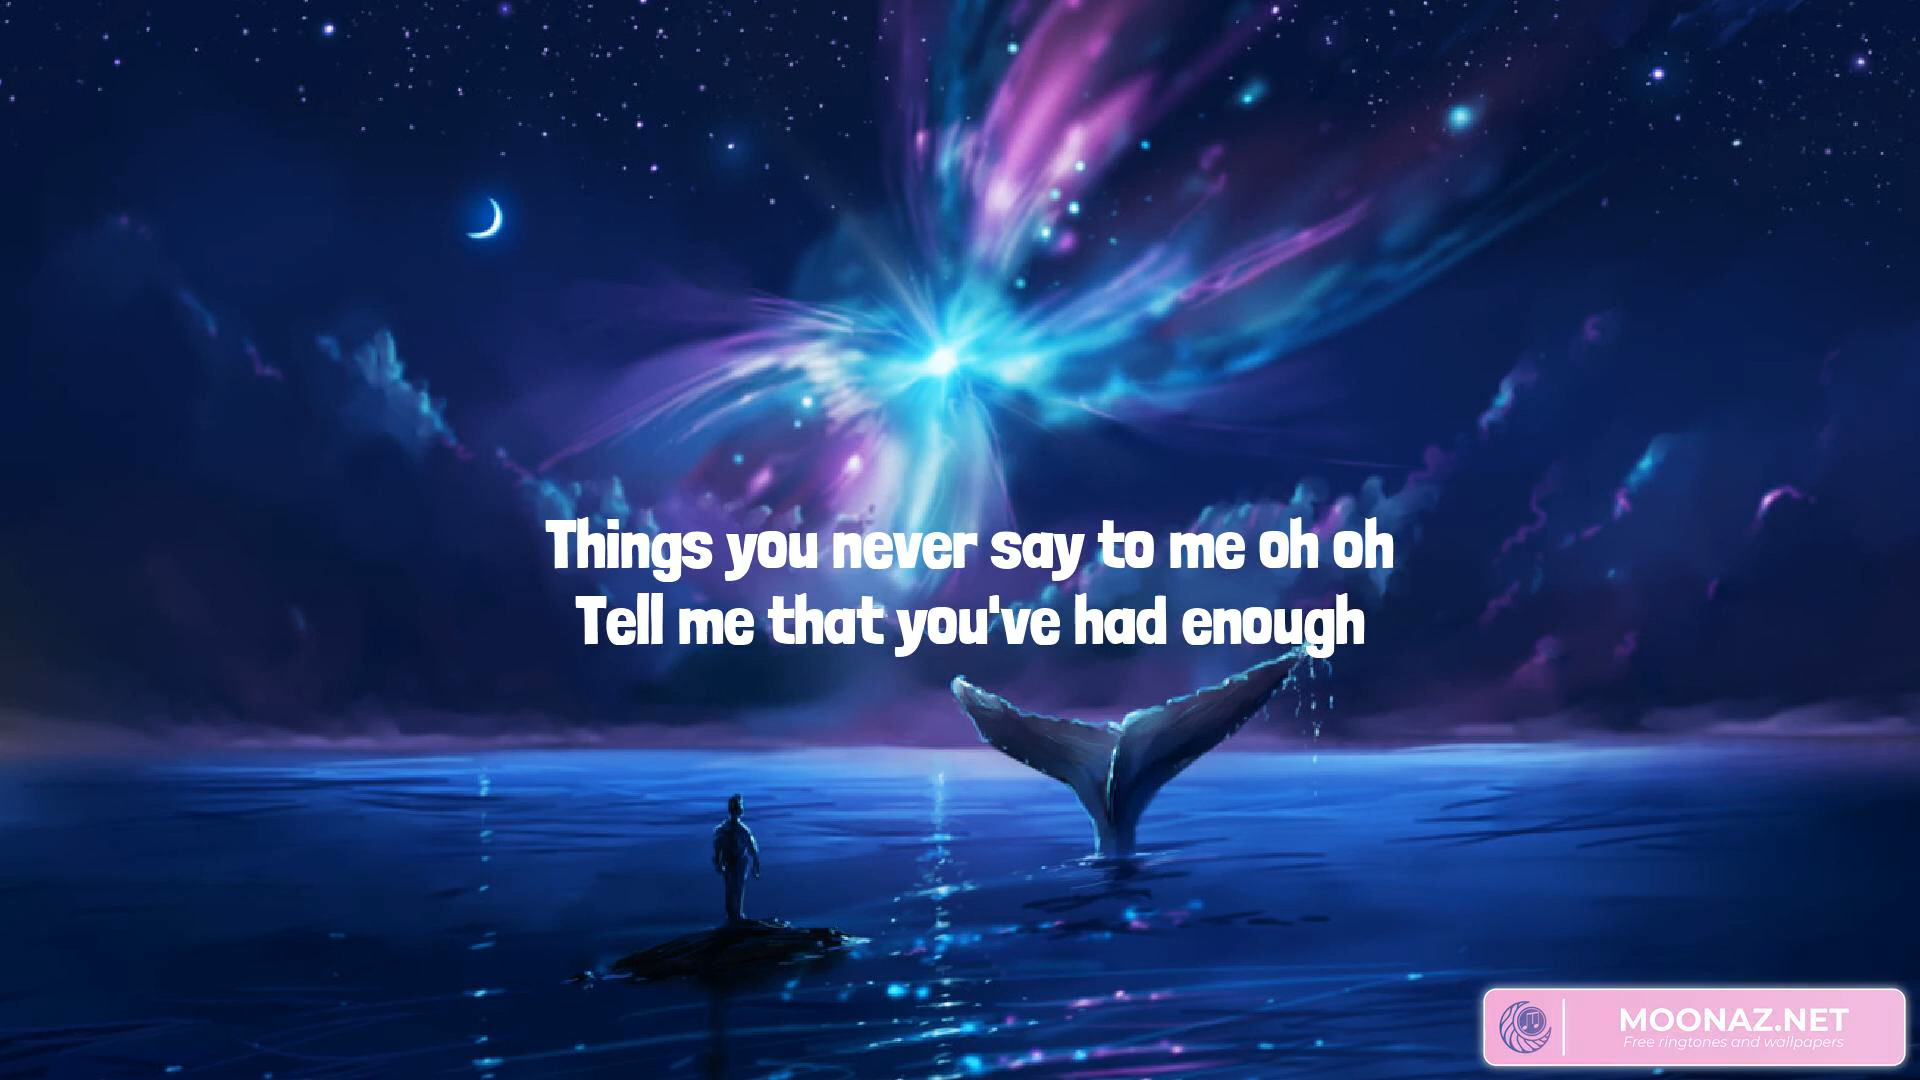 Things you never say to me oh oh
Tell me that you've had enough
MOONAZ.NET
Free ringtones and wallpapers